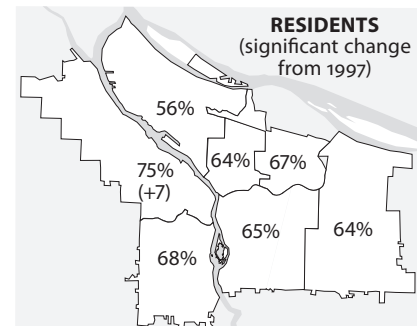 RESIDENTS
(significant change
from 1997)
56%
64%
67%
75%
(+7)
65%
64%
68%